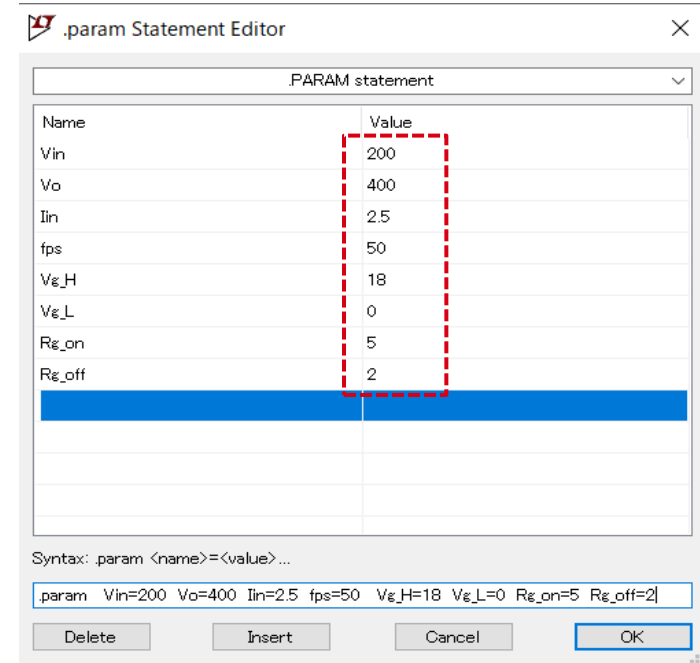 .param Statement Editor
.PARAM statement
Name Value
Vin 200
Vo 400
Iin 2.5
fps 50
Vg_H 18
Vg_L 0
Rg_on 5
Rg_off 2
Syntax: .param <name>=<value>...
.param Vin=200 Vo=400 Iin=2.5 fps=50 Vg_H=18 Vg_L=0 Rg_on=5 Rg_off=2
Delete Insert Cancel OK